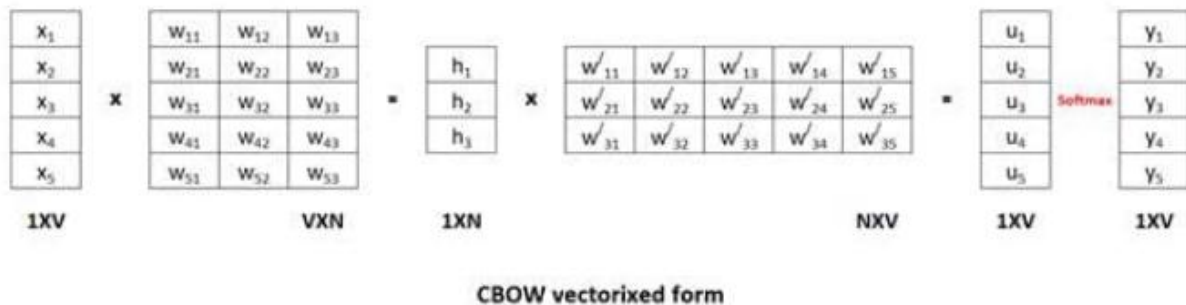 x₁ w₁₁ w₁₂ w₁₃ u₁ y₁
x₂ w₂₁ w₂₂ w₂₃ h₁ w′₁₁ w′₁₂ w′₁₃ w′₁₄ w′₁₅ u₂ y₂
x₃ x w₃₁ w₃₂ w₃₃ = h₂ x w′₂₁ w′₂₂ w′₂₃ w′₂₄ w′₂₅ = u₃ Softmax y₃
x₄ w₄₁ w₄₂ w₄₃ h₃ w′₃₁ w′₃₂ w′₃₃ w′₃₄ w′₃₅ u₄ y₄
x₅ w₅₁ w₅₂ w₅₃ u₅ y₅
1XV VXN 1XN NXV 1XV 1XV
CBOW vectorixed form